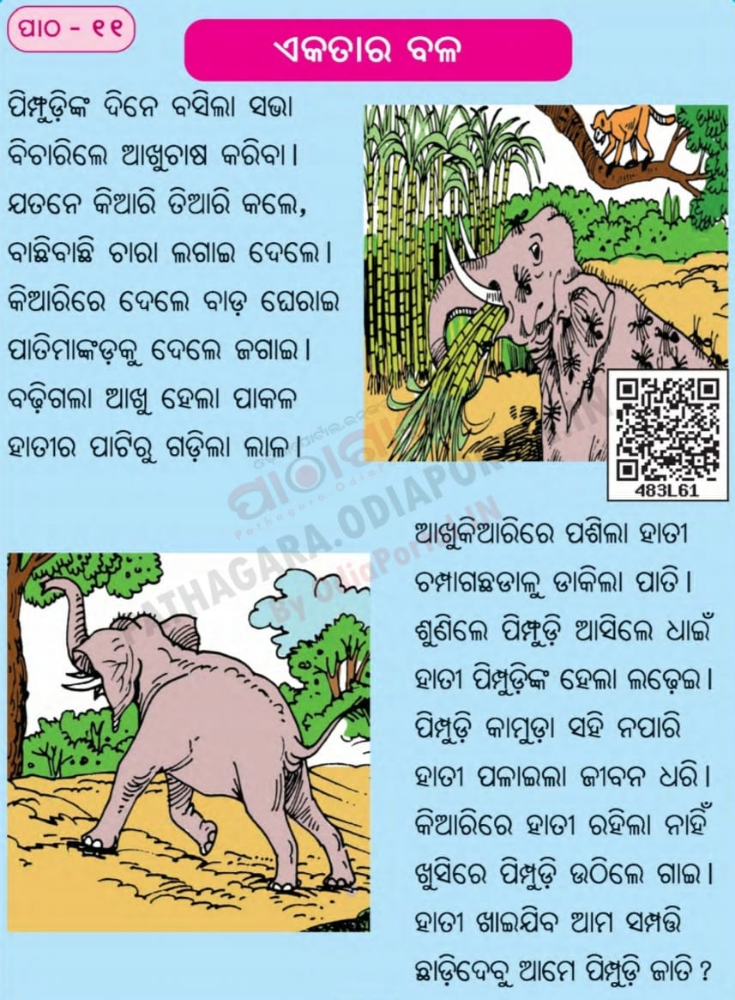 ପାଠ - ୧୧
ଏକତାର ବଳ
ପିମ୍ପୁଡ଼ିଙ୍କ ଦିନେ ବସିଲା ସଭା
ବିଚାରିଲେ ଆଖୁଚାଷ କରିବା।
ଯତନେ କିଆରି ତିଆରି କଲେ,
ବାଛିବାଛି ଚାରା ଲଗାଇ ଦେଲେ।
କିଆରିରେ ଦେଲେ ବାଡ଼ ଘେରାଇ
ପାତିମାଙ୍କଡ଼କୁ ଦେଲେ ଜଗାଇ।
ବଢ଼ିଗଲା ଆଖୁ ହେଲା ପାକଳ
ହାତୀର ପାଟିରୁ ଗଡ଼ିଲା ଲାଳ।
483L61
ଆଖୁକିଆରିରେ ପଶିଲା ହାତୀ
ଚମ୍ପାଗଛଡାଳୁ ଡାକିଲା ପାତି।
ଶୁଣିଲେ ପିମ୍ପୁଡ଼ି ଆସିଲେ ଧାଇଁ
ହାତୀ ପିମ୍ପୁଡ଼ିଙ୍କ ହେଲା ଲଢ଼େଇ।
ପିମ୍ପୁଡ଼ି କାମୁଡ଼ା ସହି ନପାରି
ହାତୀ ପଳାଇଲା ଜୀବନ ଧରି।
କିଆରିରେ ହାତୀ ରହିଲା ନାହିଁ
ଖୁସିରେ ପିମ୍ପୁଡ଼ି ଉଠିଲେ ଗାଇ।
ହାତୀ ଖାଇଯିବ ଆମ ସମ୍ପତ୍ତି
ଛାଡ଼ିଦେବୁ ଆମେ ପିମ୍ପୁଡ଼ି ଜାତି ?
PATHAGARA.ODIAPORTAL.IN
By OdiaPortal.IN